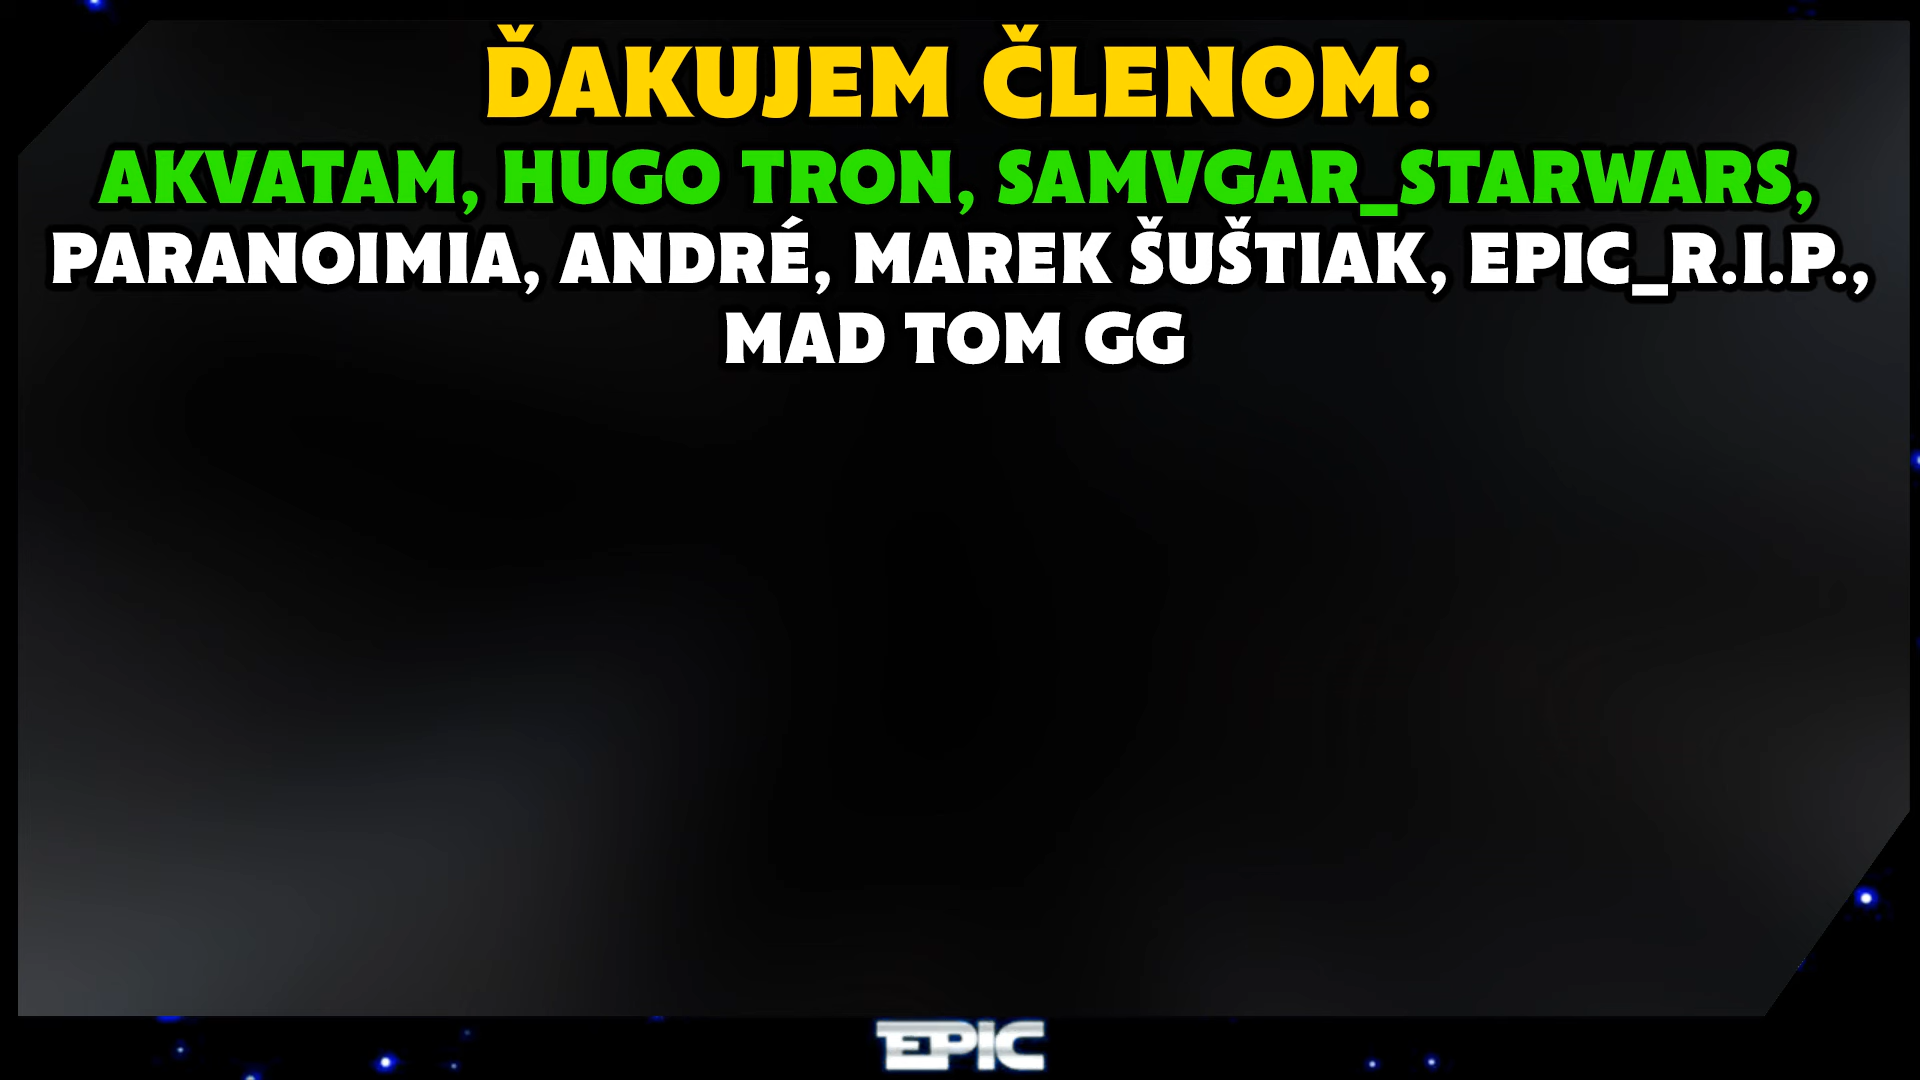 ĎAKUJEM ČLENOM:
AKVATAM, HUGO TRON, SAMVGAR_STARWARS,
PARANOIMIA, ANDRÉ, MAREK ŠUŠTIAK, EPIC_R.I.P.,
MAD TOM GG
EPIC